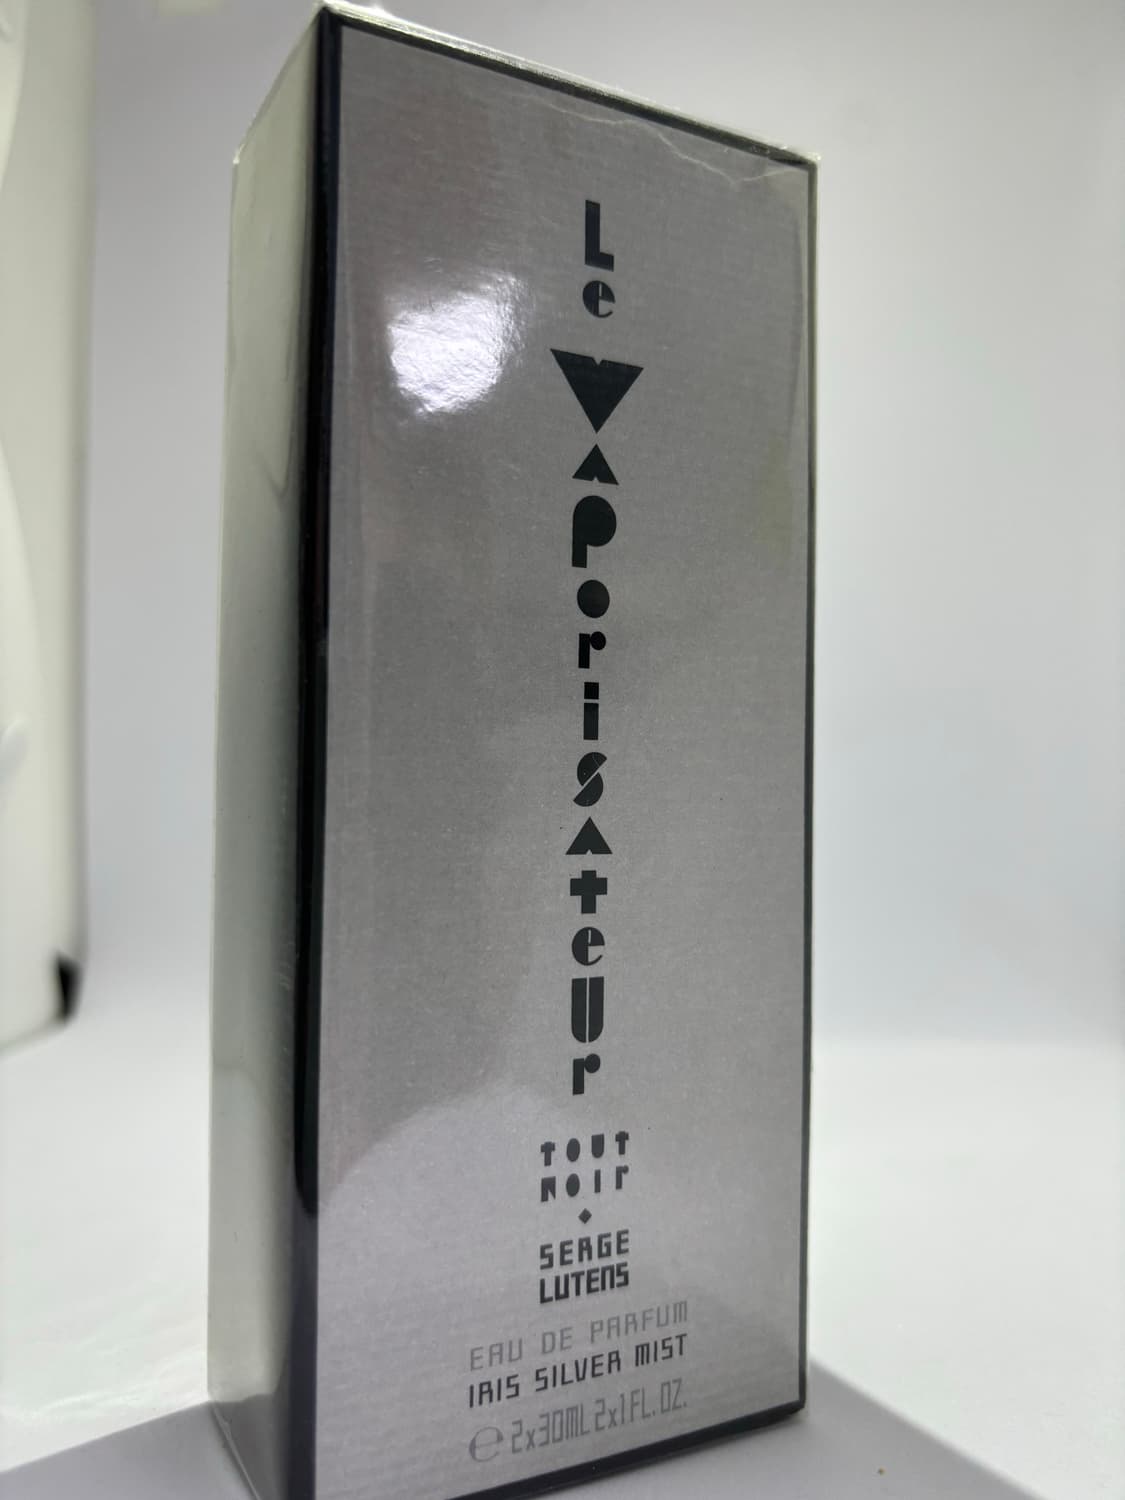 Le VAPorisAteUr
TOUT
NOIr
SERGE
LUTENS
EAU DE PARFUM
IRIS SILVER MIST
℮ 2x30ML 2x1FL.OZ.